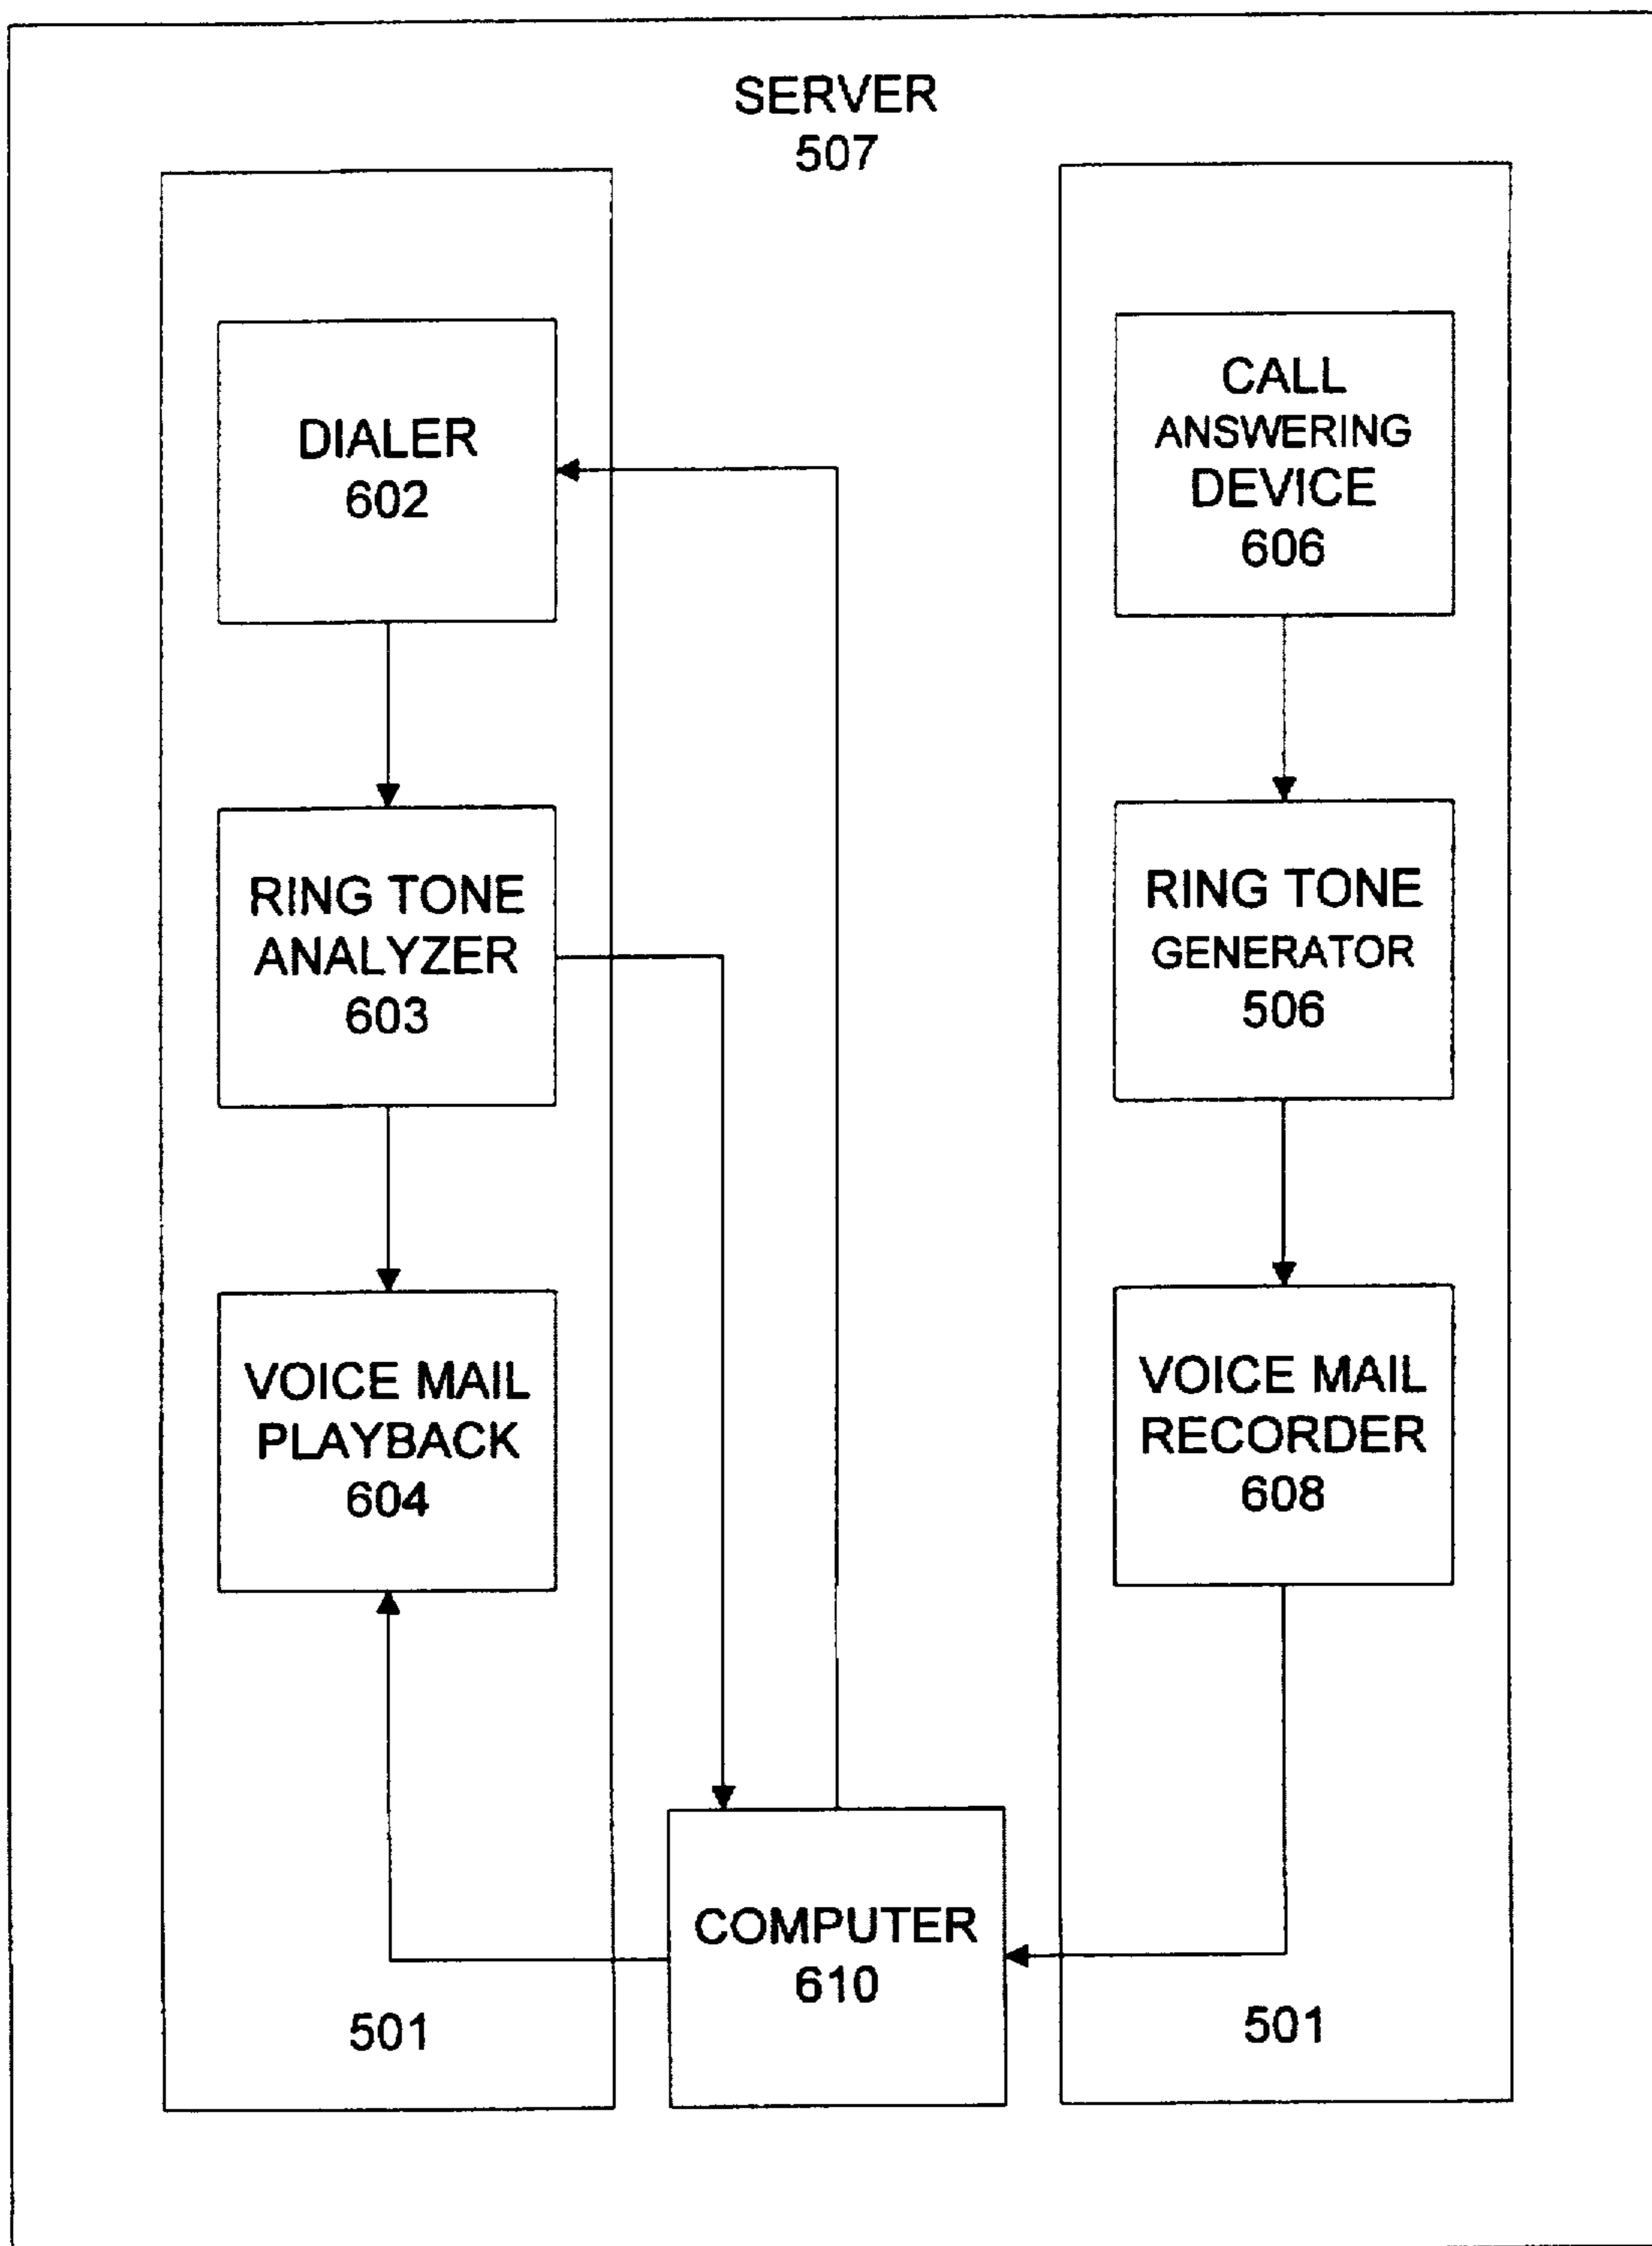 SERVER
507
DIALER
602
RING TONE
ANALYZER
603
VOICE MAIL
PLAYBACK
604
501
CALL
ANSWERING
DEVICE
606
RING TONE
GENERATOR
506
VOICE MAIL
RECORDER
608
501
COMPUTER
610